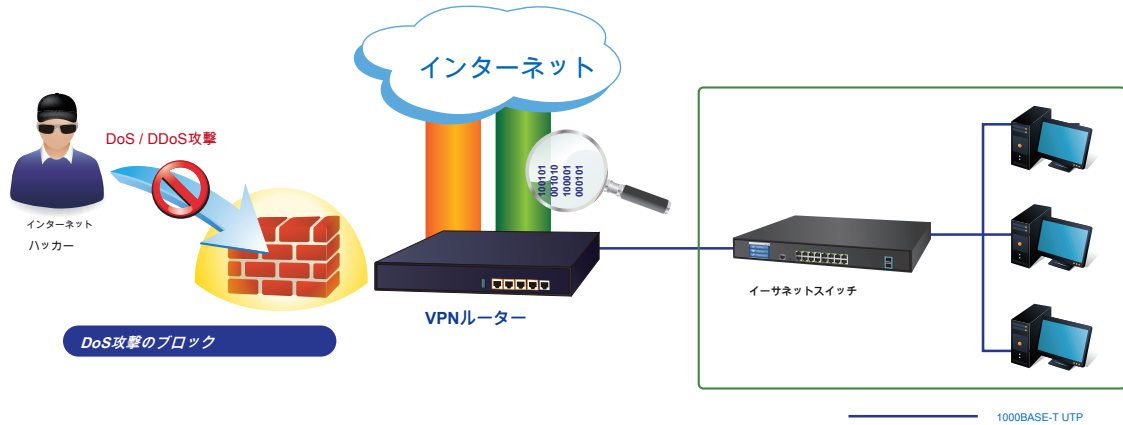 インターネット
DoS / DDoS攻撃
100101
001010
100001
000101
インターネット
ハッカー
イーサネットスイッチ
VPNルーター
DoS攻撃のブロック
1000BASE-T UTP